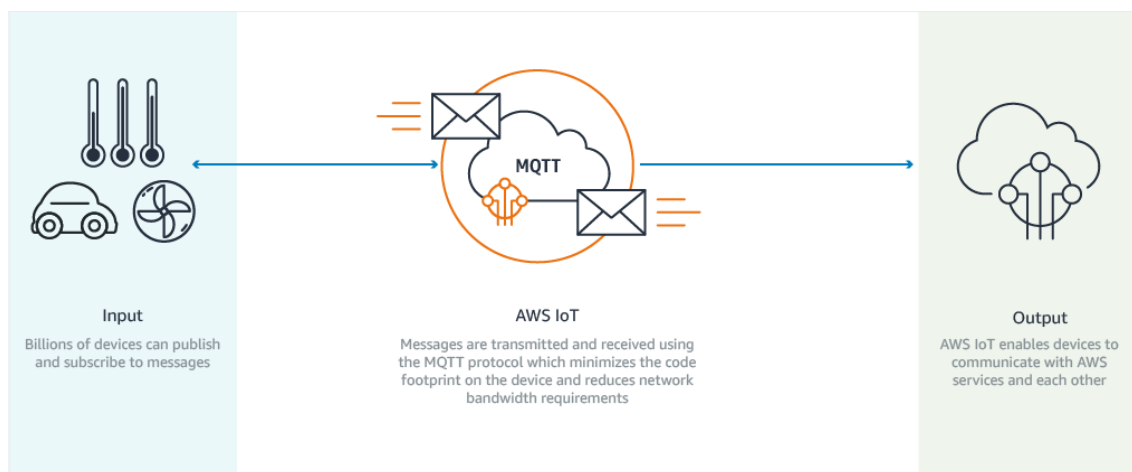 MQTT
Input
Billions of devices can publish
and subscribe to messages
AWS IoT
Messages are transmitted and received using
the MQTT protocol which minimizes the code
footprint on the device and reduces network
bandwidth requirements
Output
AWS IoT enables devices to
communicate with AWS
services and each other